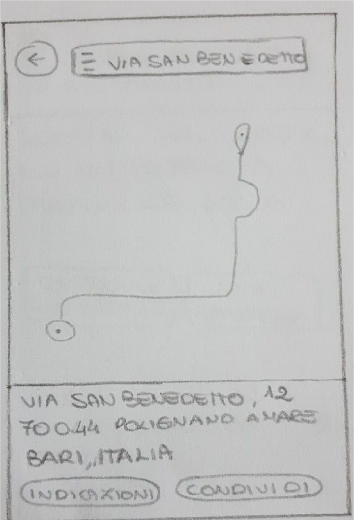 VIA SAN BENEDETTO
VIA SAN BENEDETTO, 12
70044 POLIGNANO A MARE
BARI, ITALIA
INDICAZIONI
CONDIVIDI